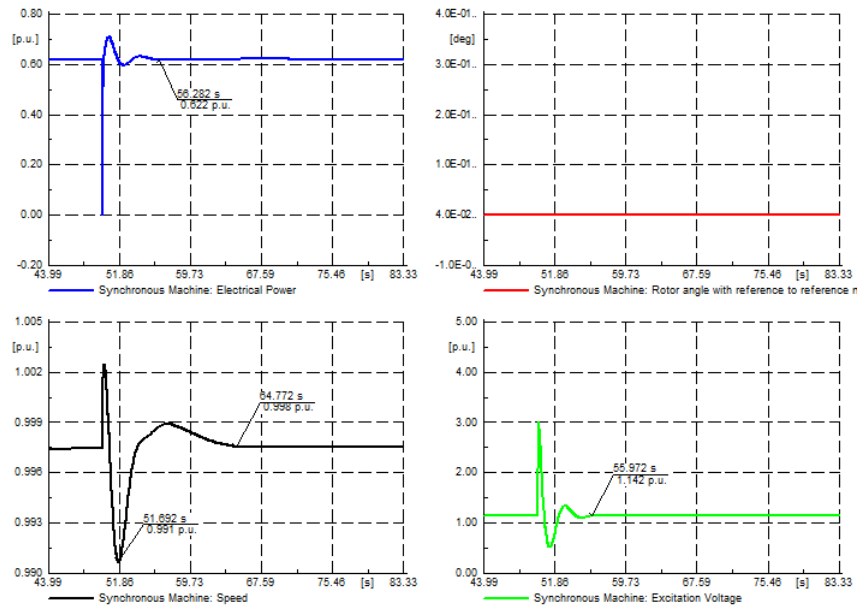 0.80
[p.u.]
0.60
0.40
0.20
0.00
-0.20
43.99 51.86 59.73 67.59 75.46 [s] 83.33
56.282 s
0.622 p.u.
Synchronous Machine: Electrical Power
4.0E-01..
[deg]
3.0E-01..
2.0E-01..
1.0E-01..
4.0E-02..
-1.0E-0..
43.99 51.86 59.73 67.59 75.46 [s] 83.33
Synchronous Machine: Rotor angle with reference to reference m
1.005
[p.u.]
1.002
0.999
0.996
0.993
0.990
43.99 51.86 59.73 67.59 75.46 [s] 83.33
64.772 s
0.998 p.u.
51.692 s
0.991 p.u.
Synchronous Machine: Speed
5.00
[p.u.]
4.00
3.00
2.00
1.00
0.00
43.99 51.86 59.73 67.59 75.46 [s] 83.33
55.972 s
1.142 p.u.
Synchronous Machine: Excitation Voltage